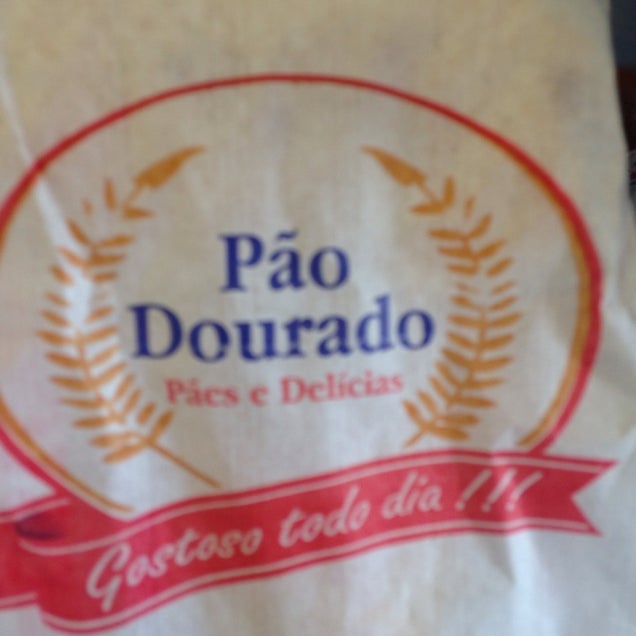 Pão
Dourado
Pães e Delícias
Gostoso todo dia!!!